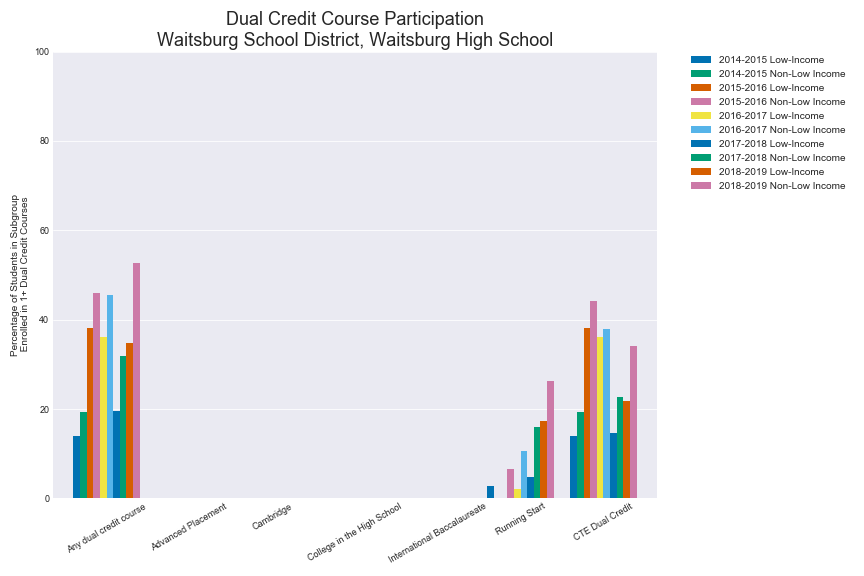 Dual Credit Course Participation
Waitsburg School District, Waitsburg High School
Percentage of Students in Subgroup
Enrolled in 1+ Dual Credit Courses
100
80
60
40
20
0
Any dual credit course
Advanced Placement
Cambridge
College in the High School
International Baccalaureate
Running Start
CTE Dual Credit
2014-2015 Low-Income
2014-2015 Non-Low Income
2015-2016 Low-Income
2015-2016 Non-Low Income
2016-2017 Low-Income
2016-2017 Non-Low Income
2017-2018 Low-Income
2017-2018 Non-Low Income
2018-2019 Low-Income
2018-2019 Non-Low Income